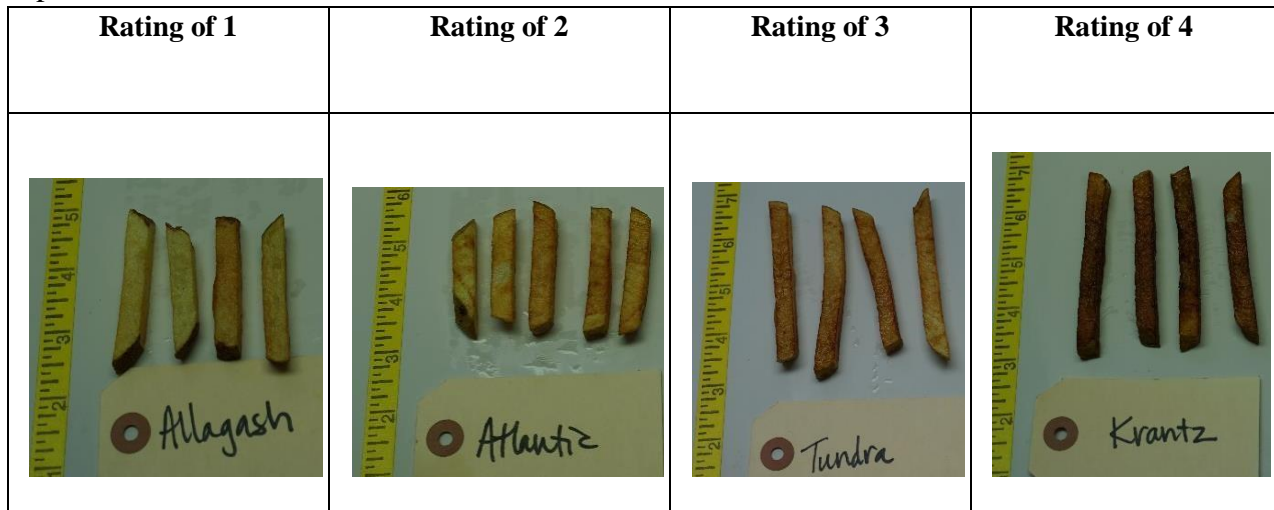 Rating of 1
Rating of 2
Rating of 3
Rating of 4
Allagash
Atlantic
Tundra
Krantz